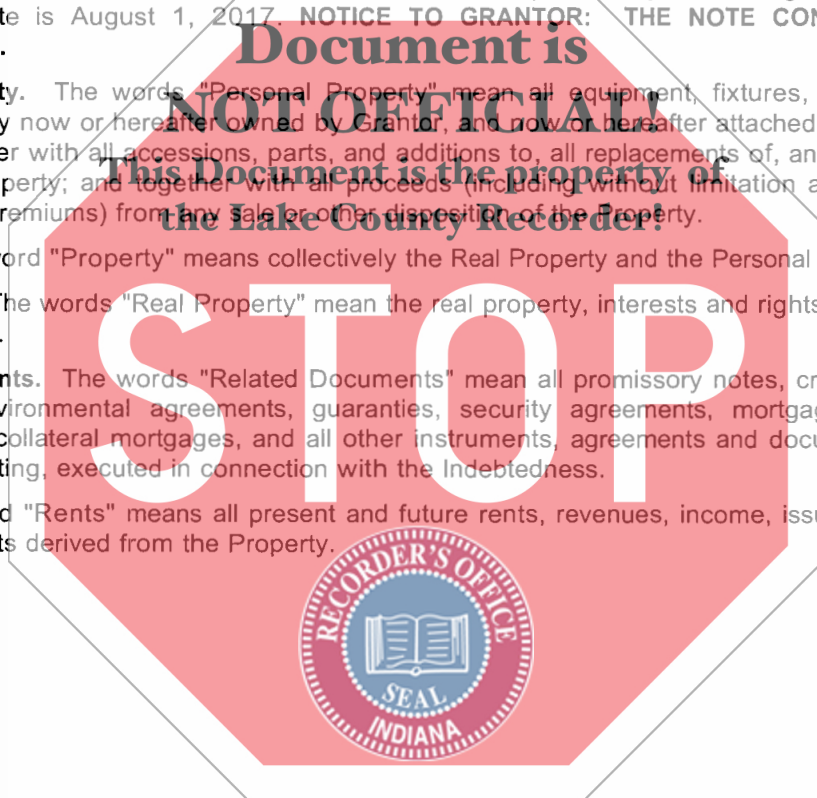 te is August 1, 2017. NOTICE TO GRANTOR: THE NOTE CON
.
Document is
NOT OFFICIAL!
This Document is the property of
the Lake County Recorder!
ty. The words "Personal Property" mean all equipment, fixtures,
y now or hereafter owned by Grantor, and now or hereafter attached
er with all accessions, parts, and additions to, all replacements of, an
perty; and together with all proceeds (including without limitation a
remiums) from any sale or other disposition of the Property.
ord "Property" means collectively the Real Property and the Personal
he words "Real Property" mean the real property, interests and rights
.
nts. The words "Related Documents" mean all promissory notes, cr
vironmental agreements, guaranties, security agreements, mortgag
collateral mortgages, and all other instruments, agreements and docu
ting, executed in connection with the Indebtedness.
d "Rents" means all present and future rents, revenues, income, issu
ts derived from the Property.
STOP
RECORDER'S OFFICE
SEAL
INDIANA